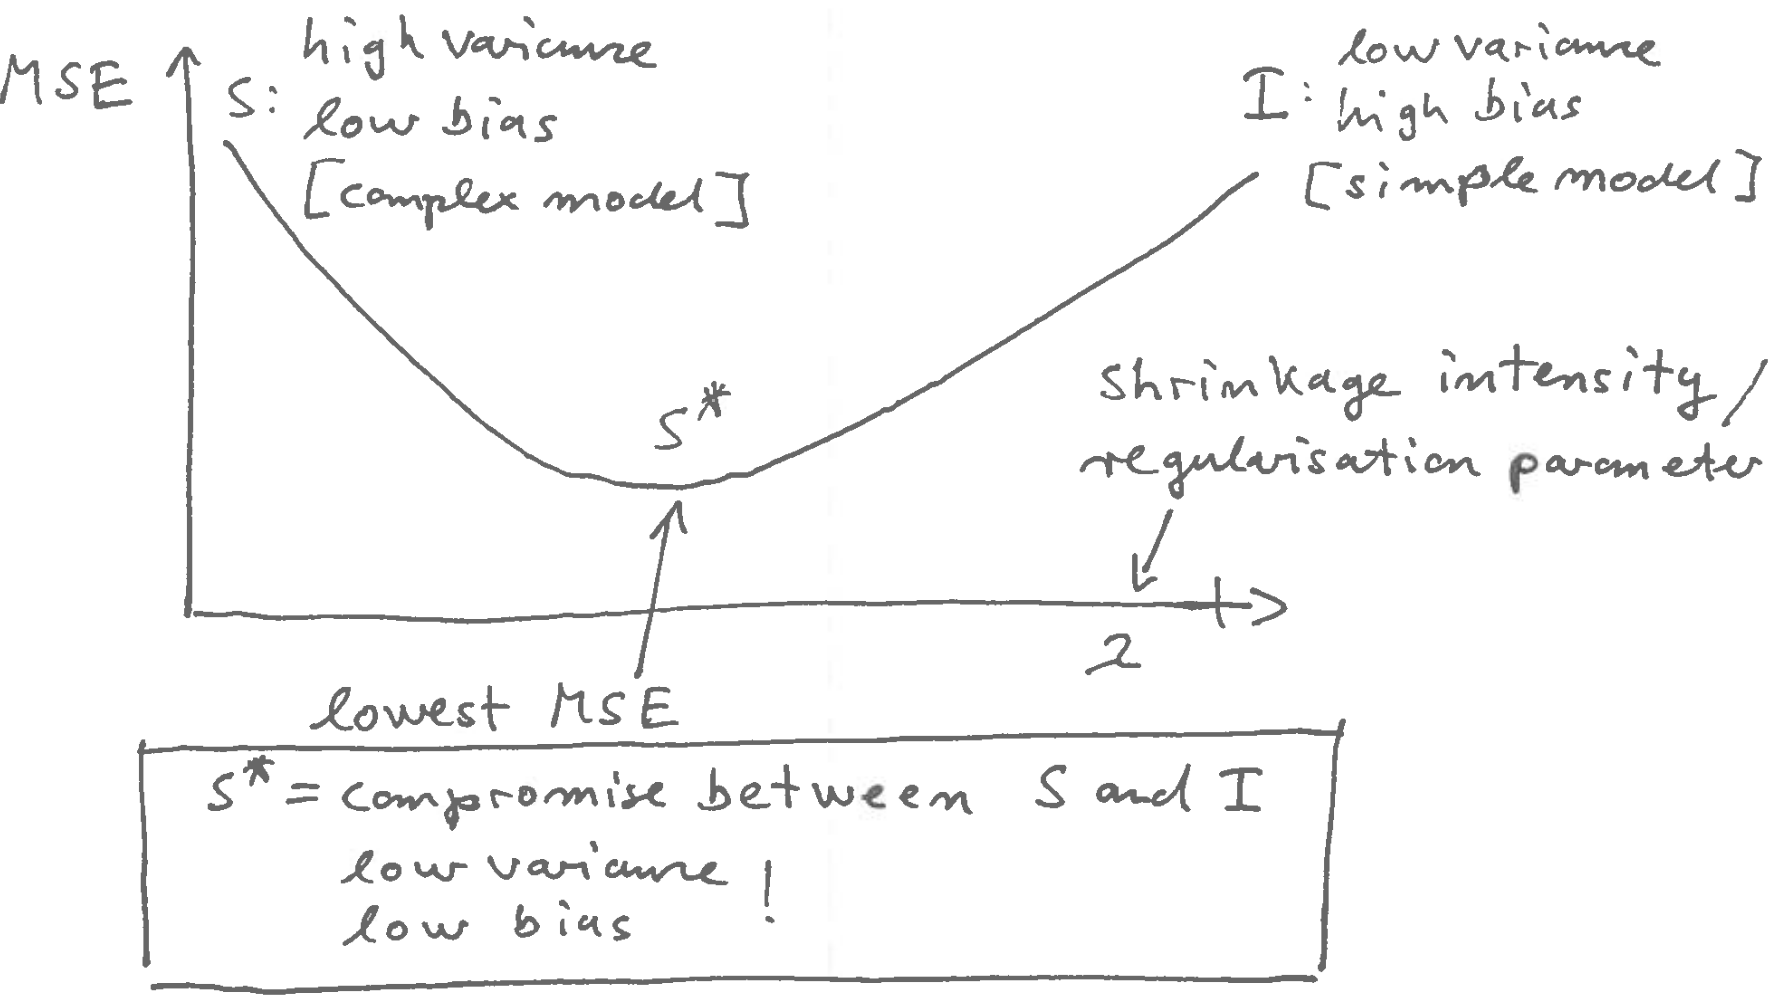 MSE
S: high variance
low bias
[complex model]
I: low variance
high bias
[simple model]
S*
shrinkage intensity/
regularisation parameter
λ
lowest MSE
S* = compromise between S and I
low variance !
low bias